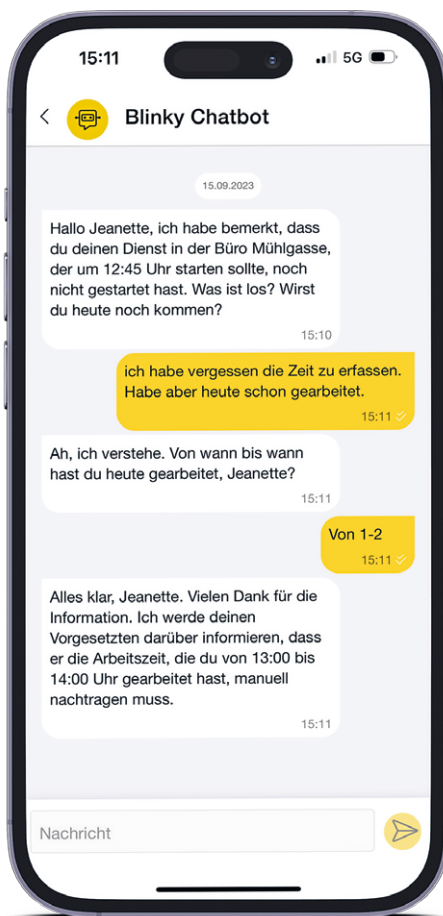 15:11
5G
Blinky Chatbot
15.09.2023
Hallo Jeanette, ich habe bemerkt, dass
du deinen Dienst in der Büro Mühlgasse,
der um 12:45 Uhr starten sollte, noch
nicht gestartet hast. Was ist los? Wirst
du heute noch kommen?
15:10
ich habe vergessen die Zeit zu erfassen.
Habe aber heute schon gearbeitet.
15:11
Ah, ich verstehe. Von wann bis wann
hast du heute gearbeitet, Jeanette?
15:11
Von 1-2
15:11
Alles klar, Jeanette. Vielen Dank für die
Information. Ich werde deinen
Vorgesetzten darüber informieren, dass
er die Arbeitszeit, die du von 13:00 bis
14:00 Uhr gearbeitet hast, manuell
nachtragen muss.
15:11
Nachricht